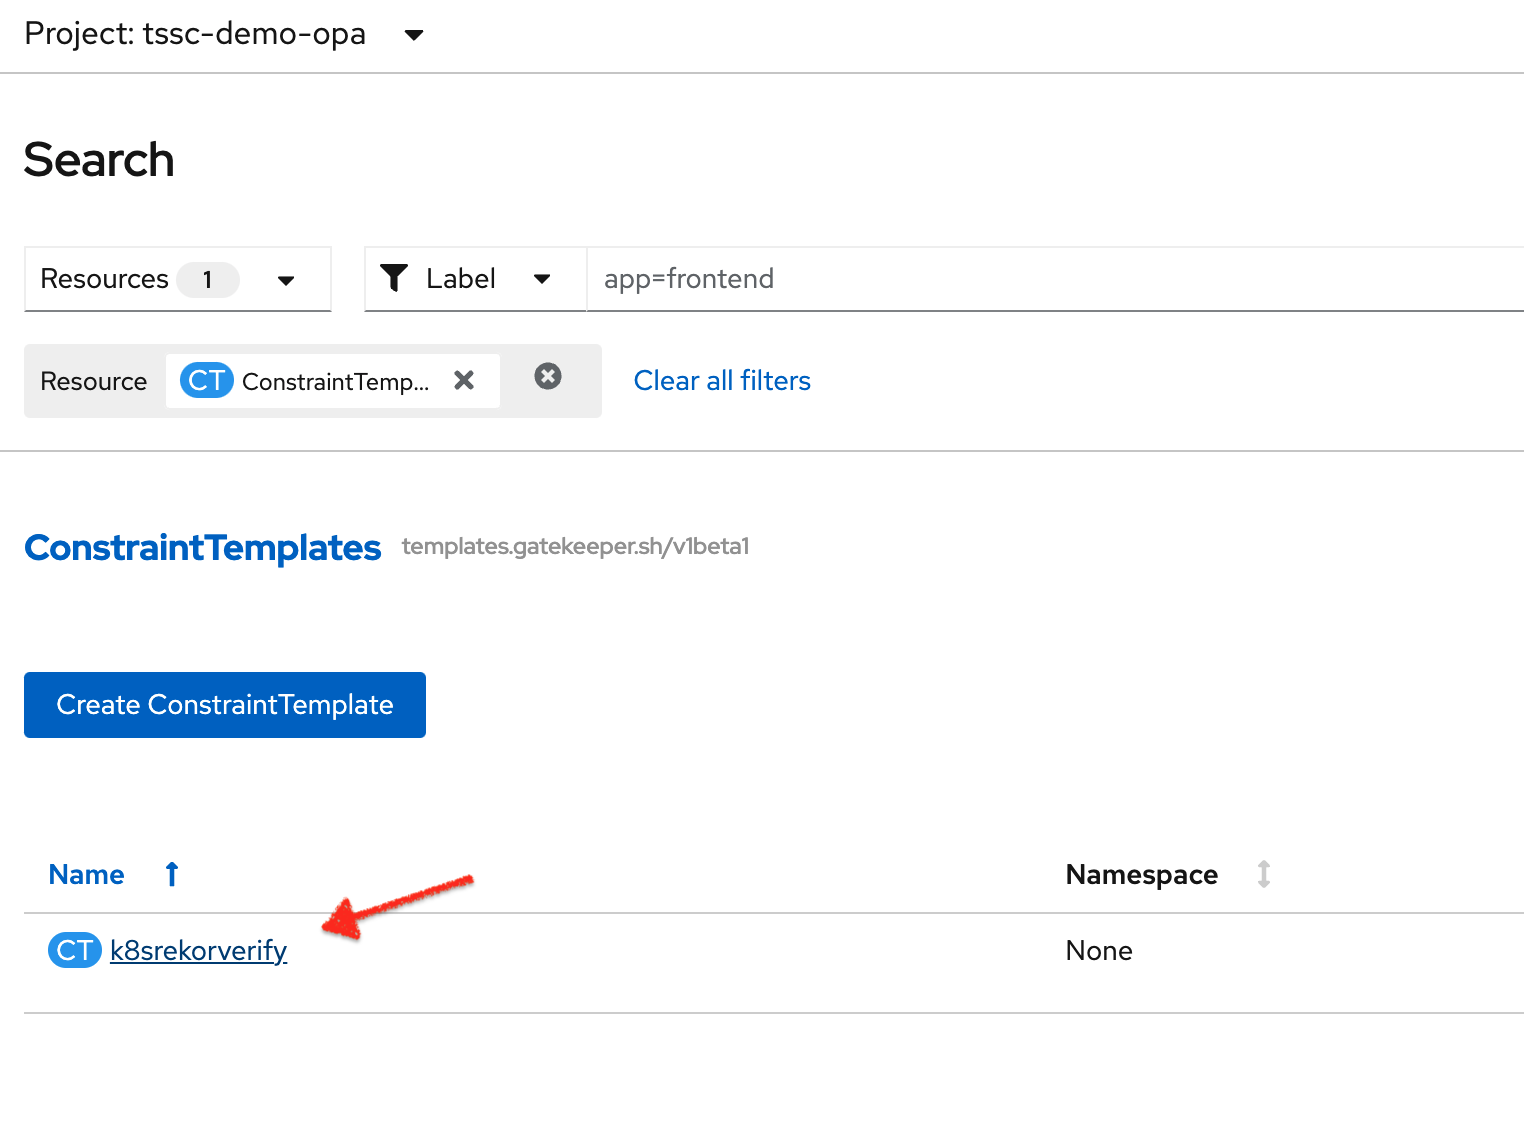 Project: tssc-demo-opa
Search
Resources 1
Label
app=frontend
Resource CT ConstraintTemp... Clear all filters
ConstraintTemplates templates.gatekeeper.sh/v1beta1
Create ConstraintTemplate
Name Namespace
CT k8srekorverify None